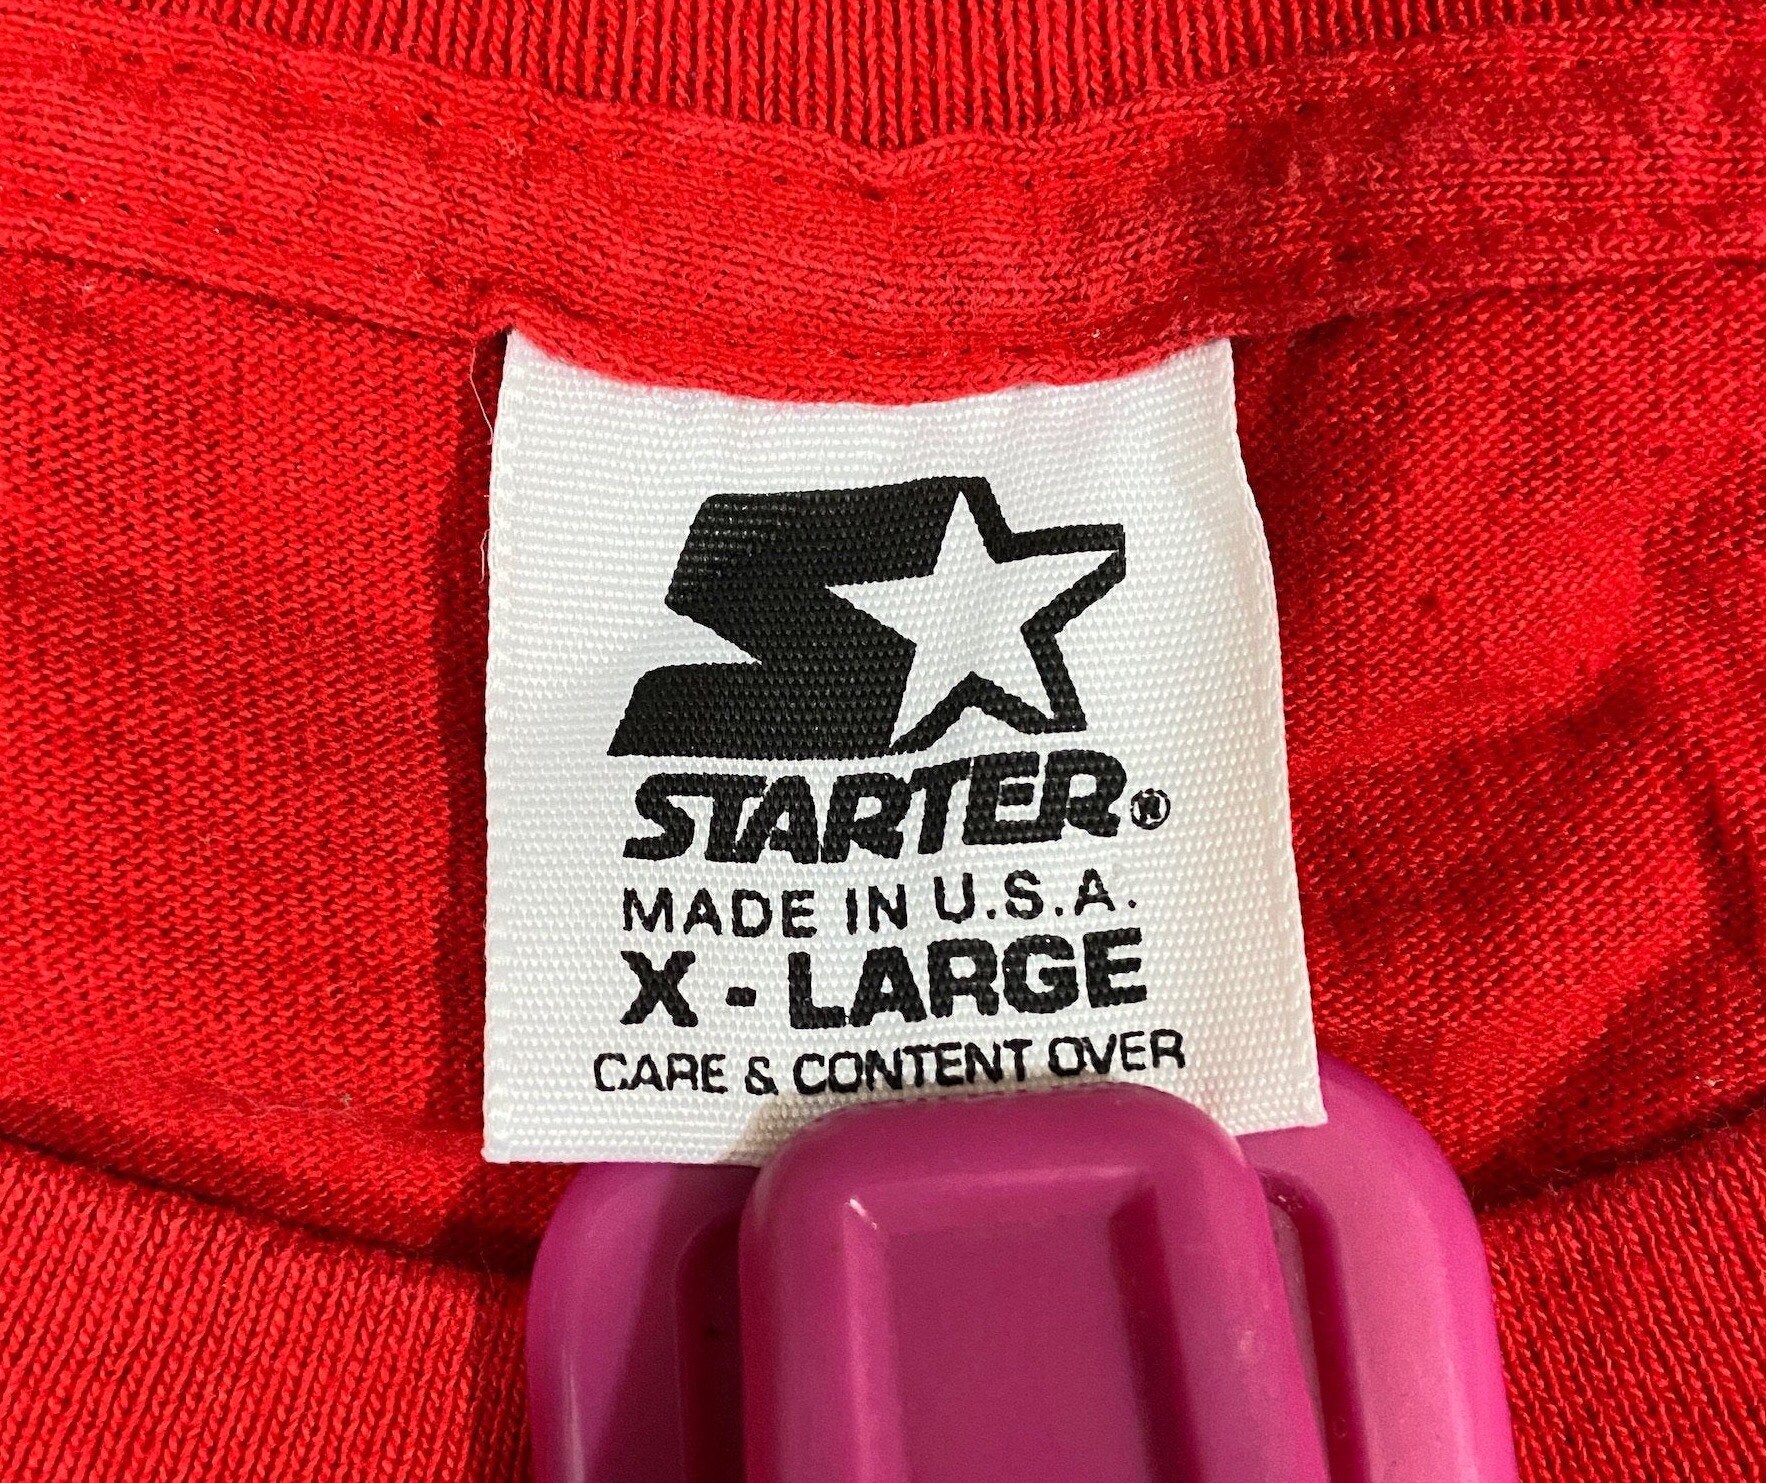 STARTER®
MADE IN U.S.A.
X-LARGE
CARE & CONTENT OVER